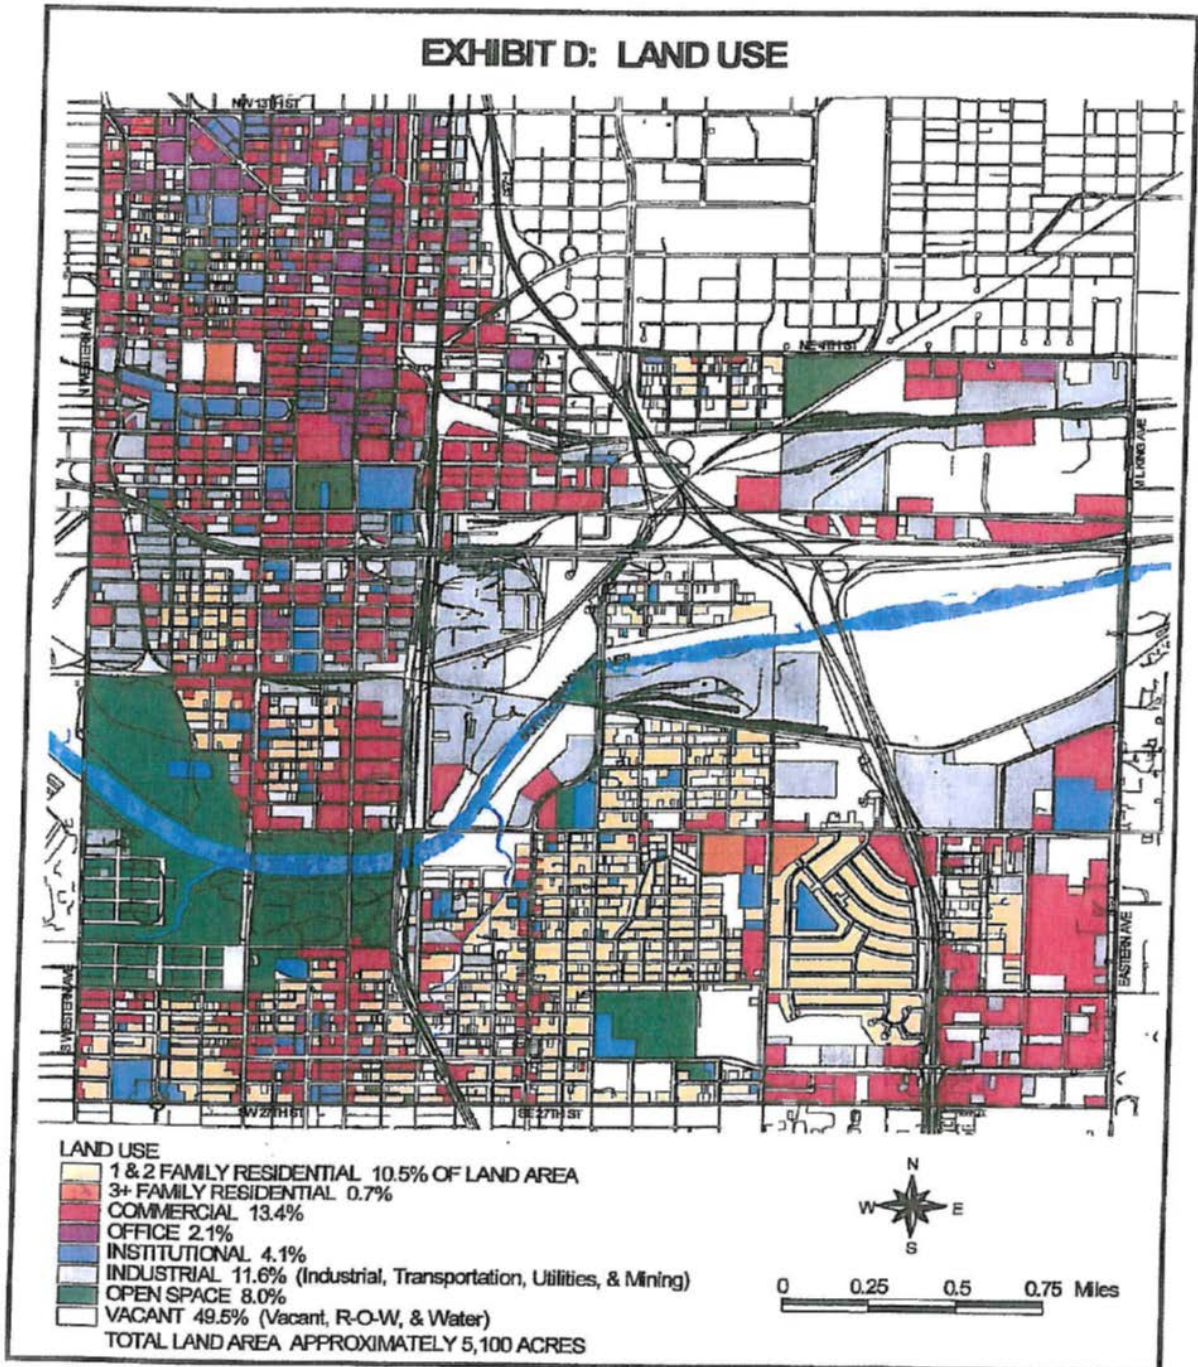 EXHIBIT D: LAND USE
NW 13TH ST
I-235
N WESTERN AVE
NE 4TH ST
M L KING AVE
RIVER
EASTERN AVE
S WESTERN AVE
SW 27TH ST
SE 27TH ST
LAND USE
1 & 2 FAMILY RESIDENTIAL 10.5% OF LAND AREA
3+ FAMILY RESIDENTIAL 0.7%
COMMERCIAL 13.4%
OFFICE 2.1%
INSTITUTIONAL 4.1%
INDUSTRIAL 11.6% (Industrial, Transportation, Utilities, & Mining)
OPEN SPACE 8.0%
VACANT 49.5% (Vacant, R-O-W, & Water)
TOTAL LAND AREA APPROXIMATELY 5,100 ACRES
N
W E
S
0 0.25 0.5 0.75 Miles